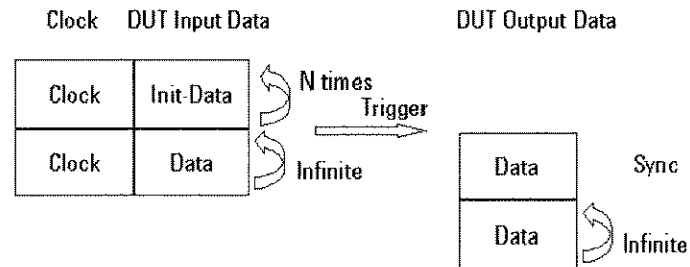 Clock DUT Input Data DUT Output Data
Clock Init-Data N times
Trigger
Clock Data Infinite
Data Sync
Data Infinite